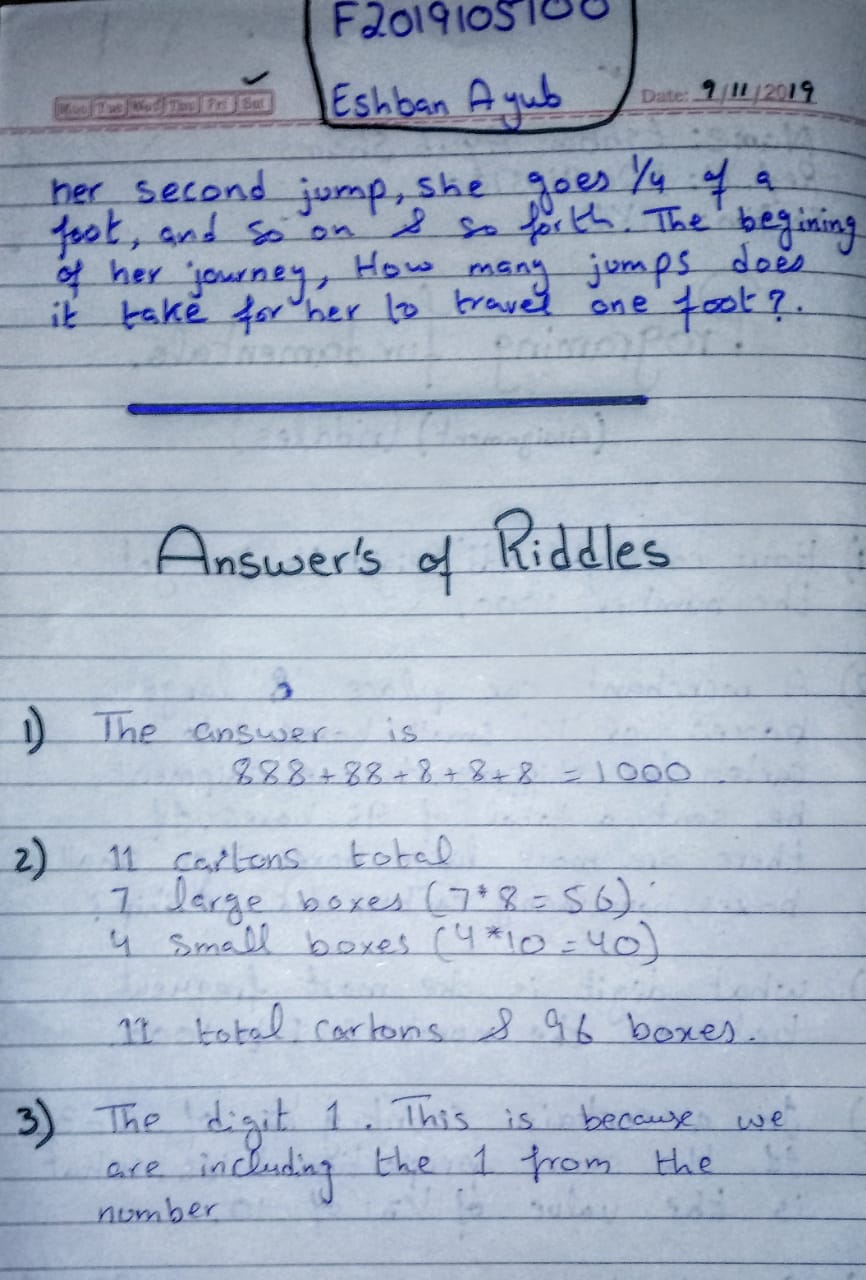 F2019105100
Eshban Ayub
Mon Tue Wed Thu Fri Sat
Date: 9/11/2019
her second jump, she goes 1/4 of a
foot, and so on & so forth. The begining
of her journey, How many jumps does
it take for her to travel one foot?.
Answer's of Riddles
1) The answer is
888+88+8+8+8 = 1000.
2) 11 cartons total
7 large boxes (7*8=56)
4 small boxes (4*10=40)
11 total cartons & 96 boxes.
3) The digit 1. This is because we
are including the 1 from the
number